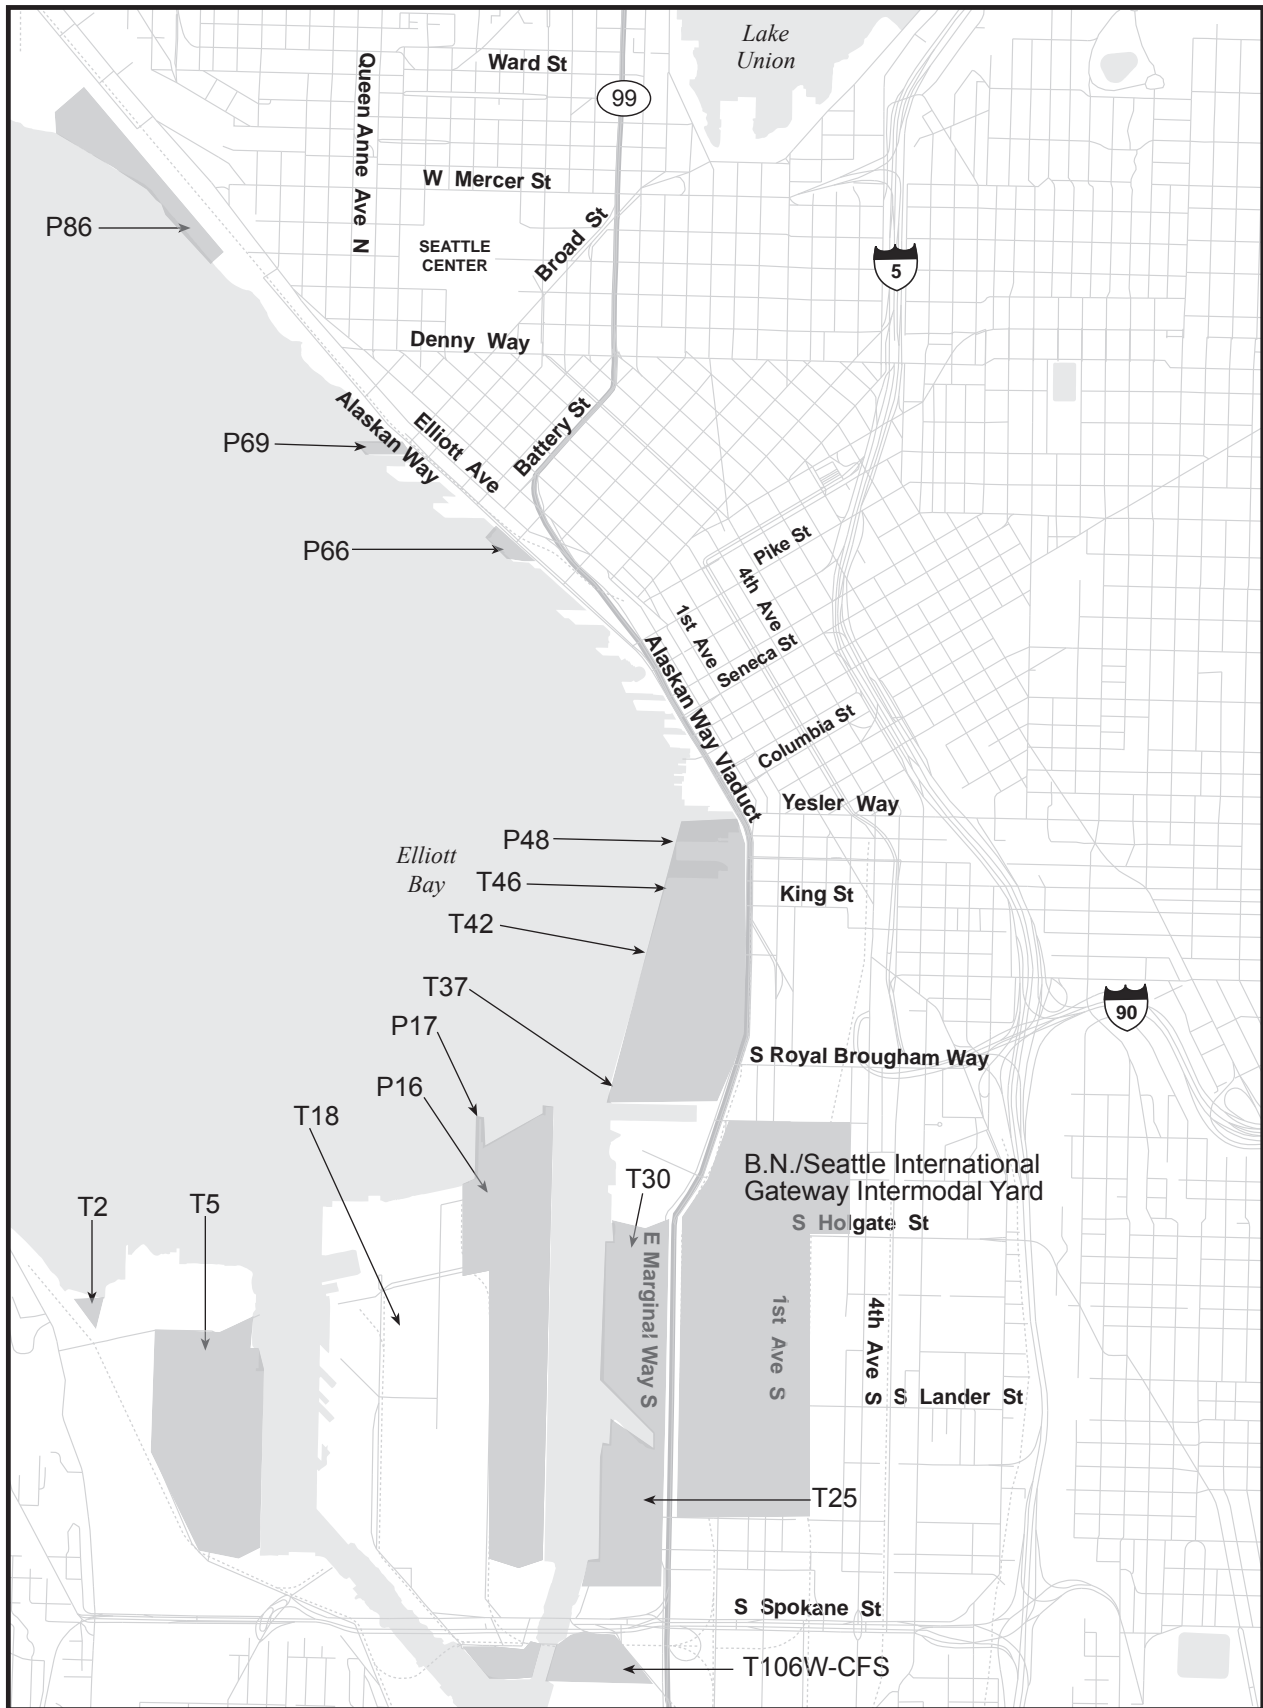 Lake
Union
Ward St
99
Queen Anne Ave N
W Mercer St
P86
Broad St
SEATTLE
CENTER
5
Denny Way
Alaskan Way
Elliott Ave
Battery St
P69
P66
Pike St
4th Ave
1st Ave
Seneca St
Alaskan Way Viaduct
Columbia St
Yesler Way
P48
Elliott
Bay
T46
King St
T42
T37
90
P17
S Royal Brougham Way
P16
T18
B.N./Seattle International
Gateway Intermodal Yard
T30
T2
T5
S Holgate St
E Marginal Way S
1st Ave S
4th Ave S
S Lander St
T25
S Spokane St
T106W-CFS